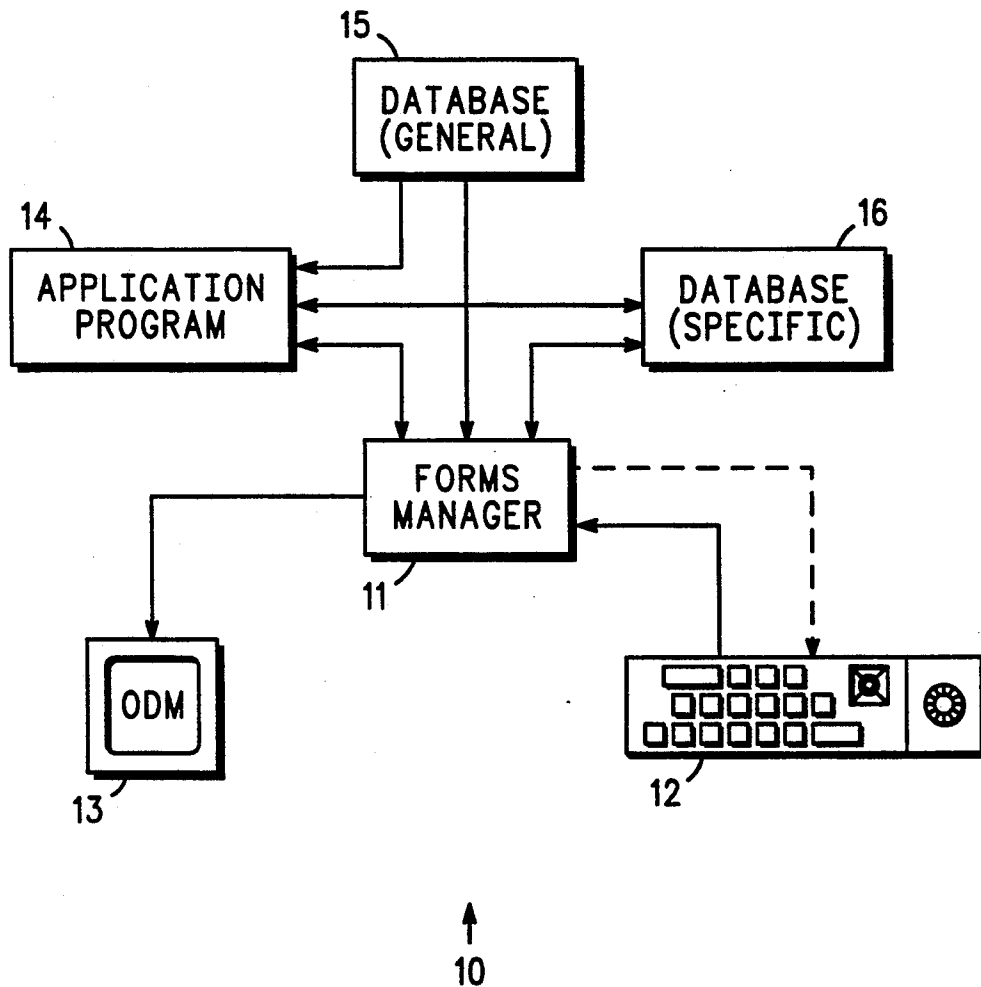 15
DATABASE
(GENERAL)
14
APPLICATION
PROGRAM
16
DATABASE
(SPECIFIC)
FORMS
MANAGER
11
ODM
13
12
10